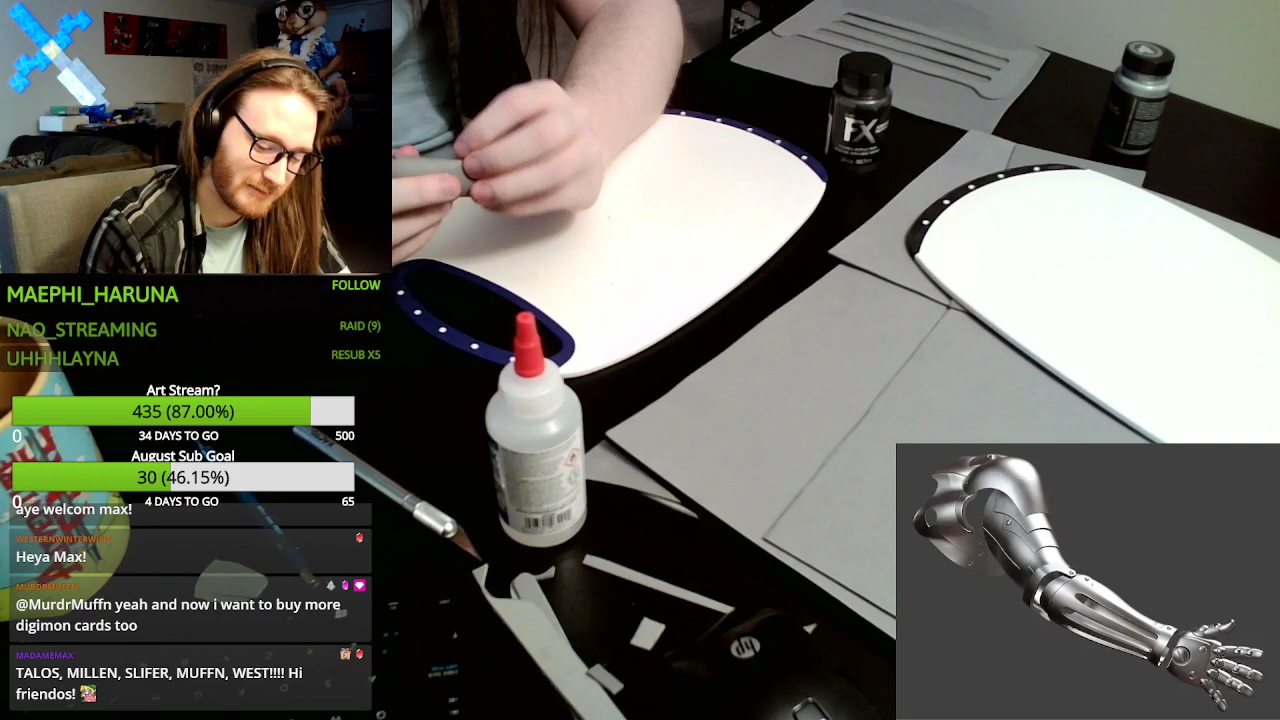 MAEPHI_HARUNA
FOLLOW
NAO_STREAMING
RAID (9)
UHHHLAYNA
RESUB X5
Art Stream?
435 (87.00%)
0
34 DAYS TO GO
500
August Sub Goal
30 (46.15%)
0
4 DAYS TO GO
65
aye welcom max!
WESTERNWINTERWIND
Heya Max!
MURDRMUFFN
@MurdrMuffn yeah and now i want to buy more
digimon cards too
MADAMEMAX
TALOS, MILLEN, SLIFER, MUFFN, WEST!!!! Hi
friendos!
FX
hp